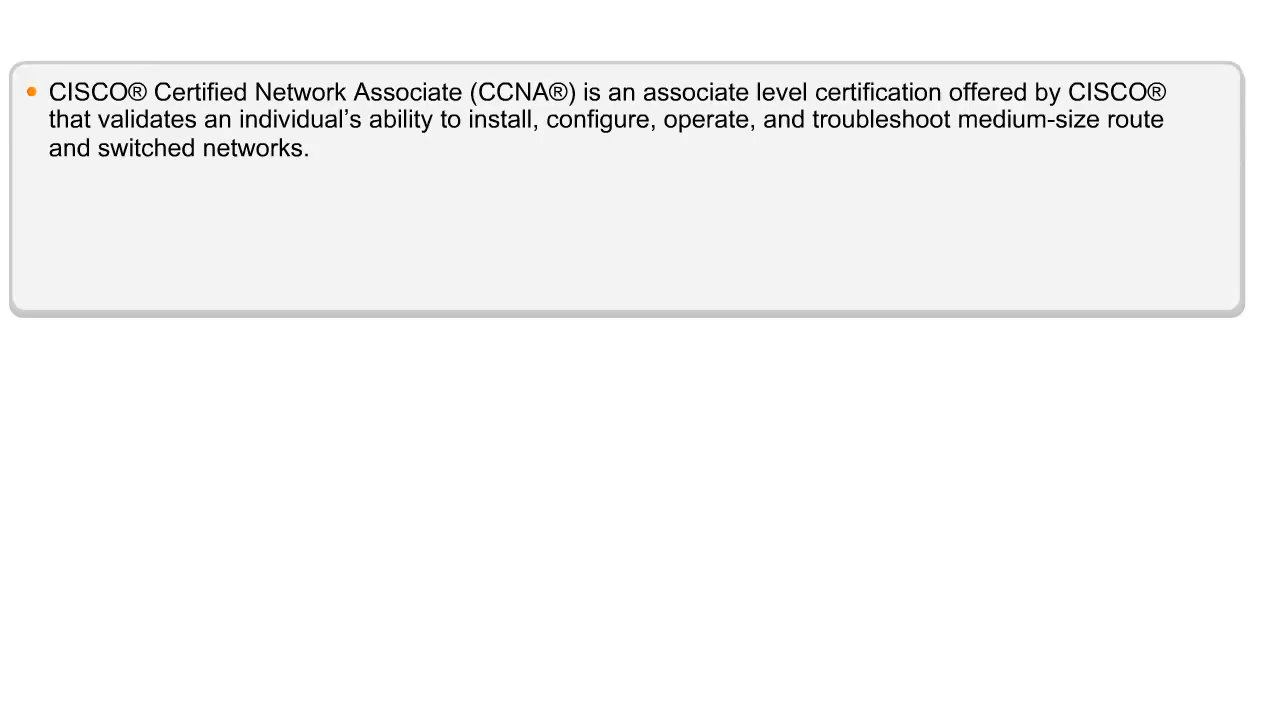 • CISCO® Certified Network Associate (CCNA®) is an associate level certification offered by CISCO®
that validates an individual’s ability to install, configure, operate, and troubleshoot medium-size route
and switched networks.